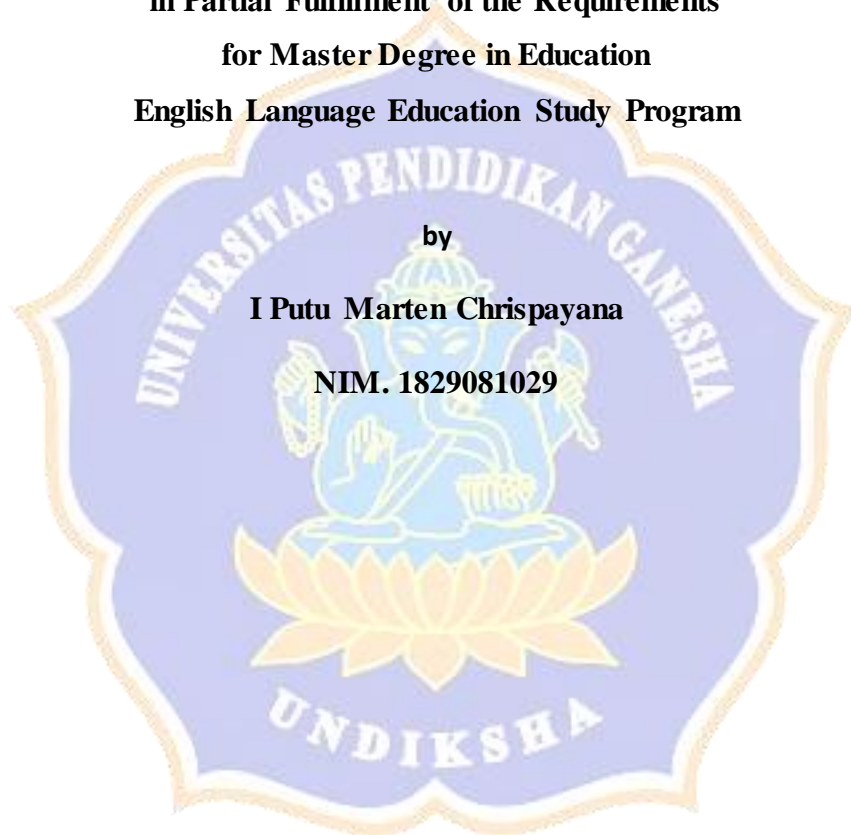 in Partial Fulfillment of the Requirements
for Master Degree in Education
English Language Education Study Program
UNIVERSITAS PENDIDIKAN GANESHA
by
I Putu Marten Chrispayana
NIM. 1829081029
UNDIKSHA